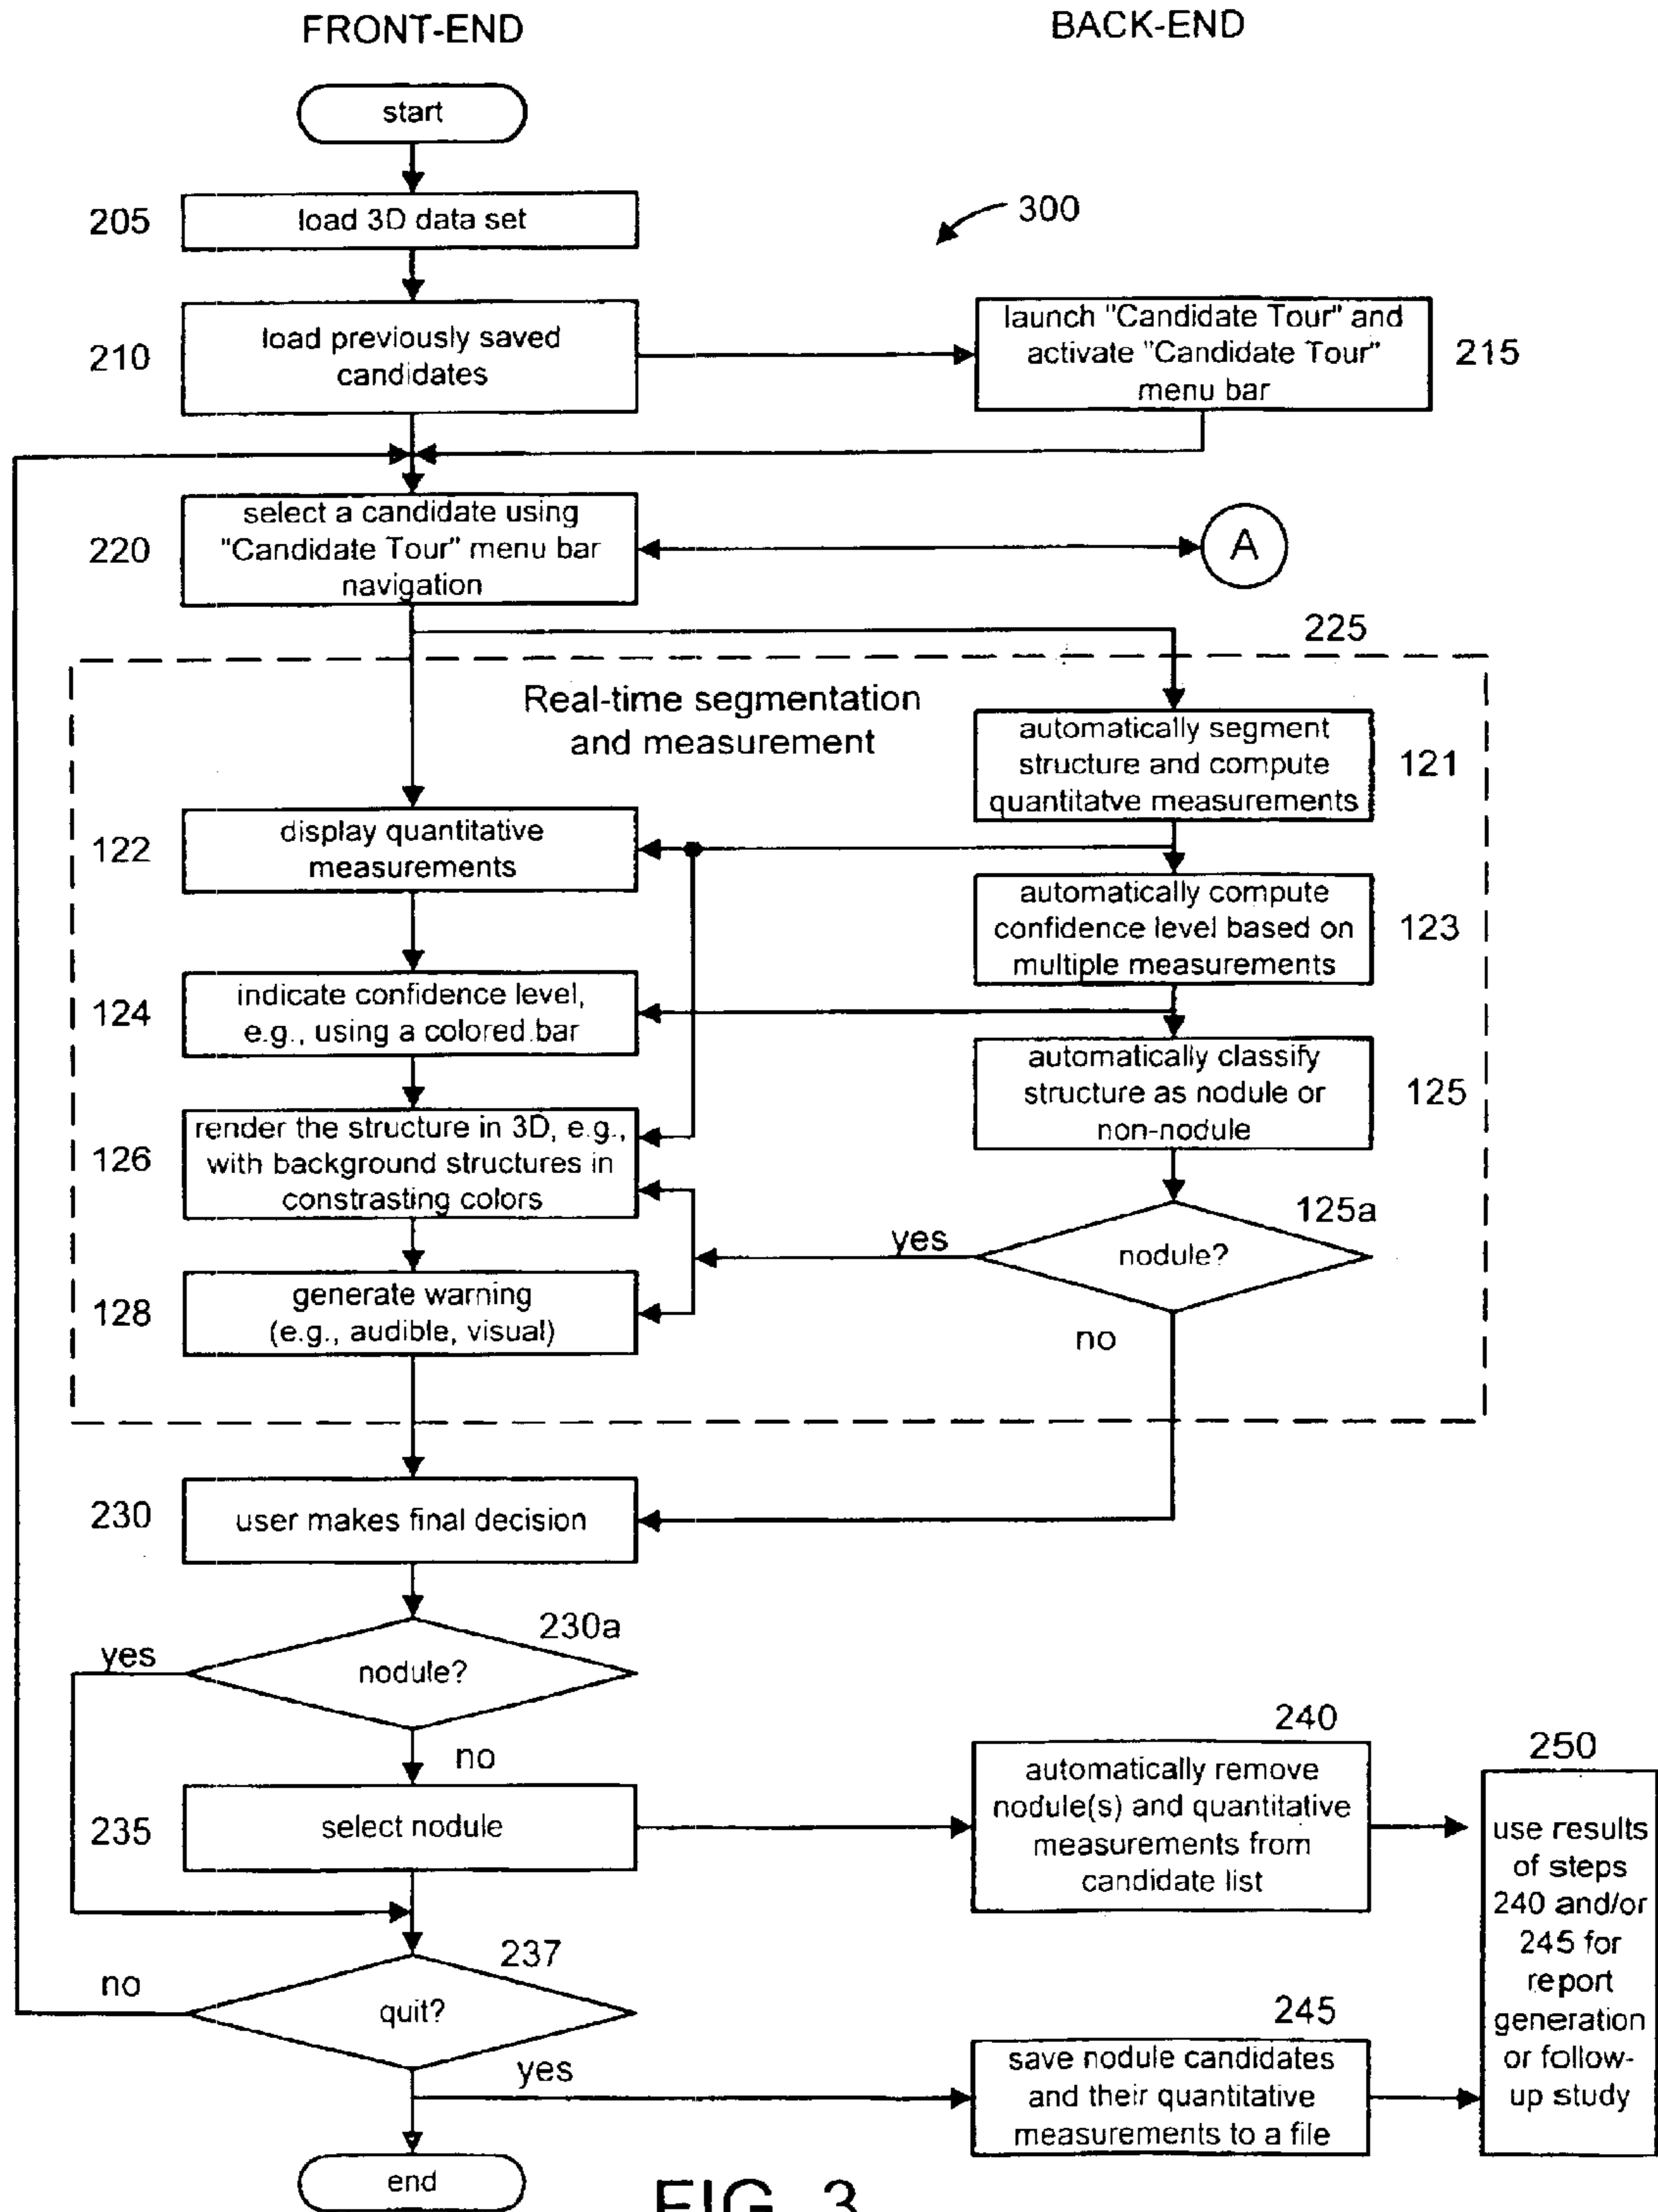 FRONT-END
BACK-END
start
205
load 3D data set
300
210
load previously saved
candidates
launch "Candidate Tour" and
activate "Candidate Tour"
menu bar
215
220
select a candidate using
"Candidate Tour" menu bar
navigation
A
225
Real-time segmentation
and measurement
automatically segment
structure and compute
quantitatve measurements
121
122
display quantitative
measurements
automatically compute
confidence level based on
multiple measurements
123
124
indicate confidence level,
e.g., using a colored bar
automatically classify
structure as nodule or
non-nodule
125
126
render the structure in 3D, e.g.,
with background structures in
constrasting colors
125a
yes
nodule?
128
generate warning
(e.g., audible, visual)
no
230
user makes final decision
230a
yes
nodule?
no
240
automatically remove
nodule(s) and quantitative
measurements from
candidate list
250
use results
of steps
240 and/or
245 for
report
generation
or follow-
up study
235
select nodule
237
no
quit?
yes
245
save nodule candidates
and their quantitative
measurements to a file
end
FIG. 3